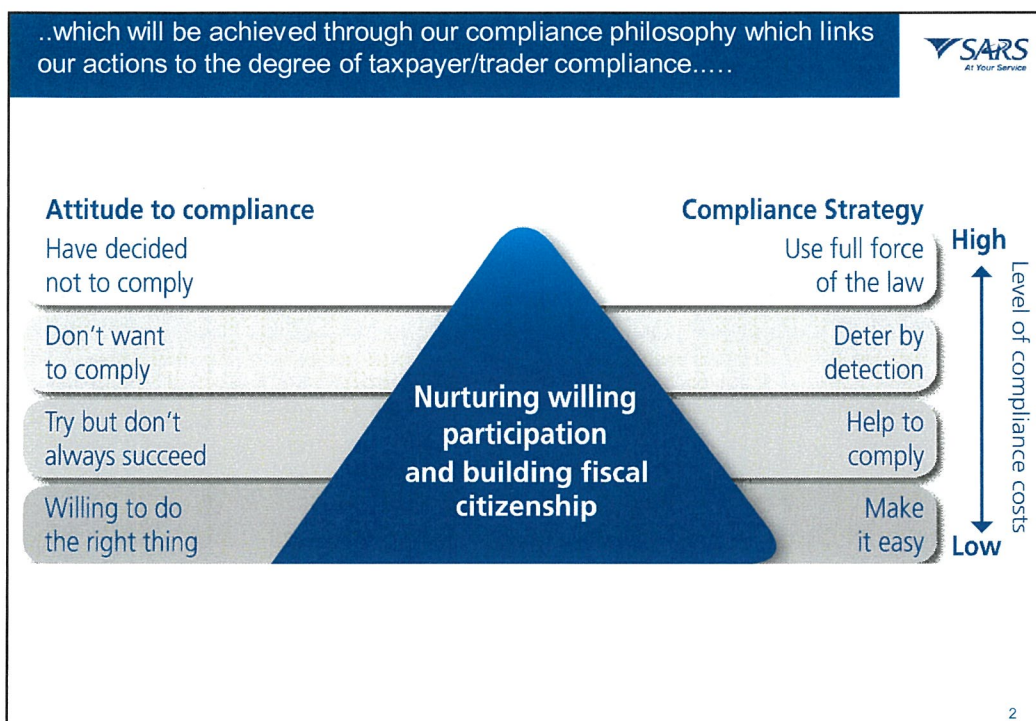 ..which will be achieved through our compliance philosophy which links
our actions to the degree of taxpayer/trader compliance.....
SARS
At Your Service
Attitude to compliance
Compliance Strategy
Have decided
not to comply
Use full force
of the law
Don't want
to comply
Deter by
detection
Try but don't
always succeed
Help to
comply
Willing to do
the right thing
Make
it easy
Nurturing willing
participation
and building fiscal
citizenship
High
Level of compliance costs
Low
2